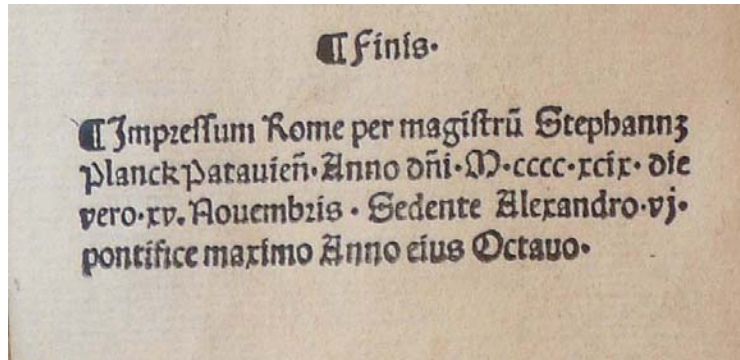 ¶ Finis.
¶ Impressum Rome per magistrū Stephannꝫ
Planck Patauieñ. Anno dñi. M. cccc. xcix. die
vero. xv. Nouembris. Sedente Alexandro. vj.
pontifice maximo Anno eius Octauo.